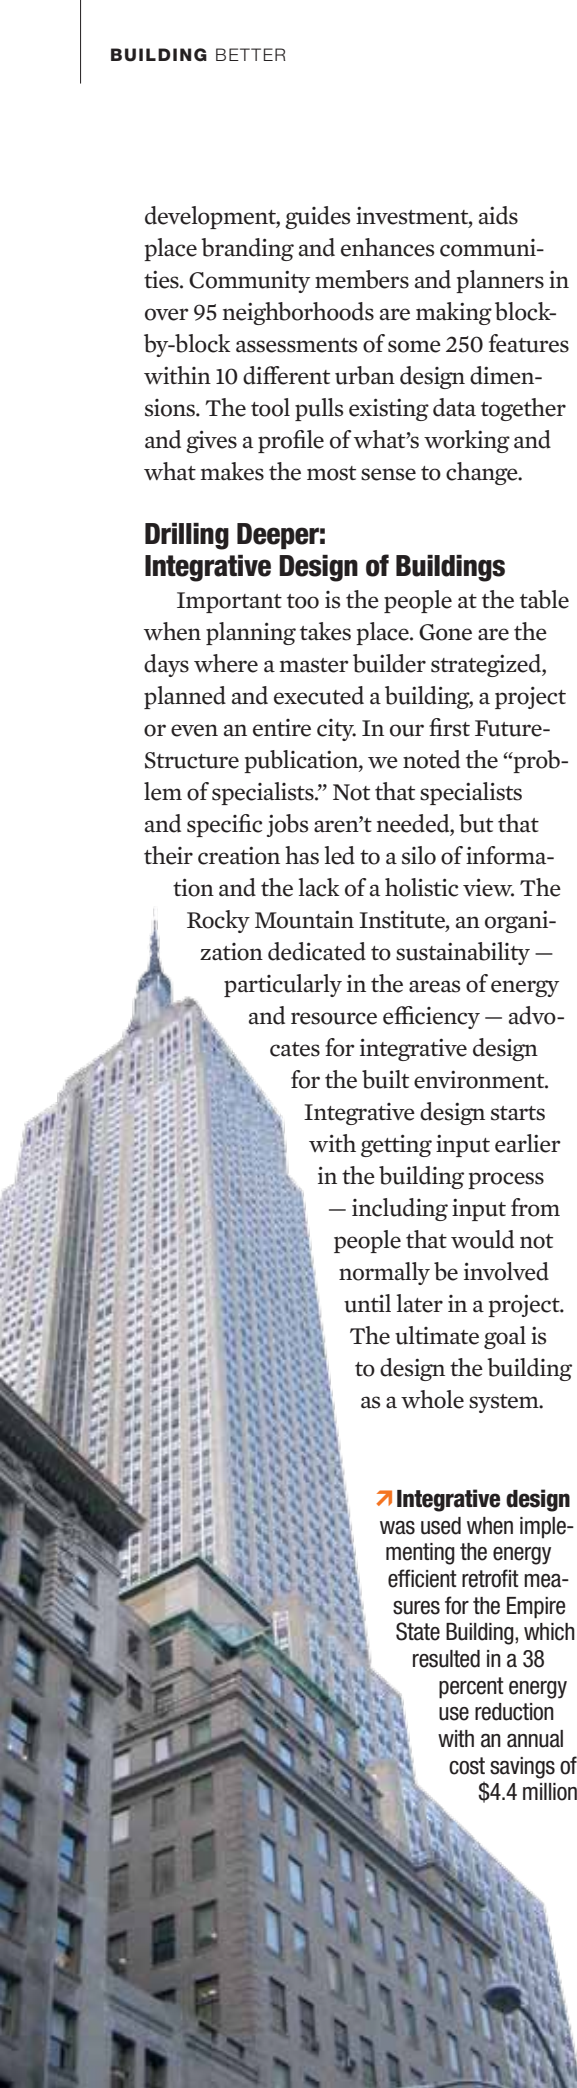 BUILDING BETTER
development, guides investment, aids
place branding and enhances communi-
ties. Community members and planners in
over 95 neighborhoods are making block-
by-block assessments of some 250 features
within 10 different urban design dimen-
sions. The tool pulls existing data together
and gives a profile of what’s working and
what makes the most sense to change.
Drilling Deeper:
Integrative Design of Buildings
Important too is the people at the table
when planning takes place. Gone are the
days where a master builder strategized,
planned and executed a building, a project
or even an entire city. In our first Future-
Structure publication, we noted the “prob-
lem of specialists.” Not that specialists
and specific jobs aren’t needed, but that
their creation has led to a silo of informa-
tion and the lack of a holistic view. The
Rocky Mountain Institute, an organi-
zation dedicated to sustainability —
particularly in the areas of energy
and resource efficiency — advo-
cates for integrative design
for the built environment.
Integrative design starts
with getting input earlier
in the building process
— including input from
people that would not
normally be involved
until later in a project.
The ultimate goal is
to design the building
as a whole system.
Integrative design
was used when imple-
menting the energy
efficient retrofit mea-
sures for the Empire
State Building, which
resulted in a 38
percent energy
use reduction
with an annual
cost savings of
$4.4 million